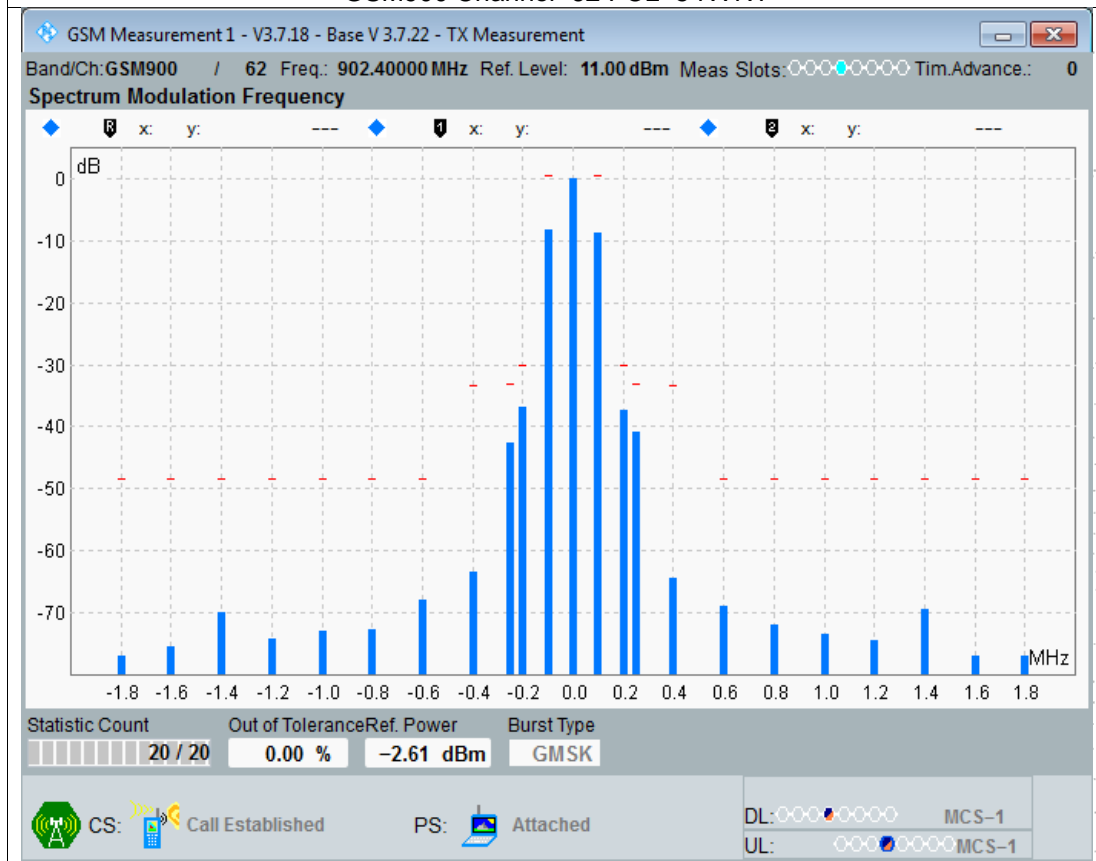 GSM Measurement 1 - V3.7.18 - Base V 3.7.22 - TX Measurement
Band/Ch:GSM900 / 62 Freq.: 902.40000 MHz Ref. Level: 11.00 dBm Meas Slots: Tim.Advance.: 0
Spectrum Modulation Frequency
R x: y: --- 1 x: y: --- 2 x: y: ---
dB
0
-10
-20
-30
-40
-50
-60
-70
MHz
-1.8 -1.6 -1.4 -1.2 -1.0 -0.8 -0.6 -0.4 -0.2 0.0 0.2 0.4 0.6 0.8 1.0 1.2 1.4 1.6 1.8
Statistic Count Out of Tolerance Ref. Power Burst Type
20 / 20 0.00 % −2.61 dBm GMSK
CS: Call Established PS: Attached
DL: MCS−1
UL: MCS−1